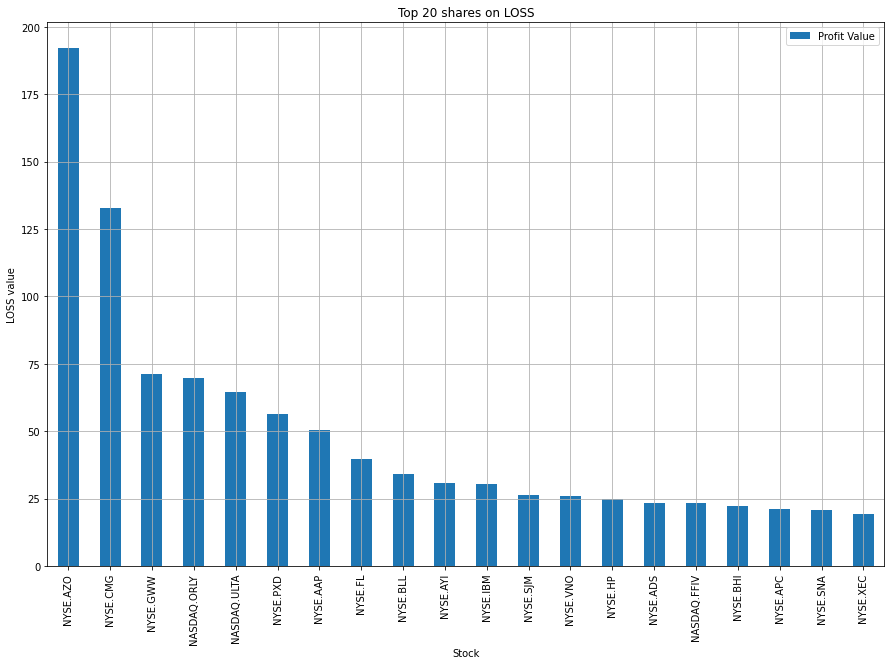 Top 20 shares on LOSS
Profit Value
LOSS value
200
175
150
125
100
75
50
25
0
NYSE.AZO
NYSE.CMG
NYSE.GWW
NASDAQ.ORLY
NASDAQ.ULTA
NYSE.PXD
NYSE.AAP
NYSE.FL
NYSE.BLL
NYSE.AYI
NYSE.IBM
NYSE.SJM
NYSE.VNO
NYSE.HP
NYSE.ADS
NASDAQ.FFIV
NYSE.BHI
NYSE.APC
NYSE.SNA
NYSE.XEC
Stock